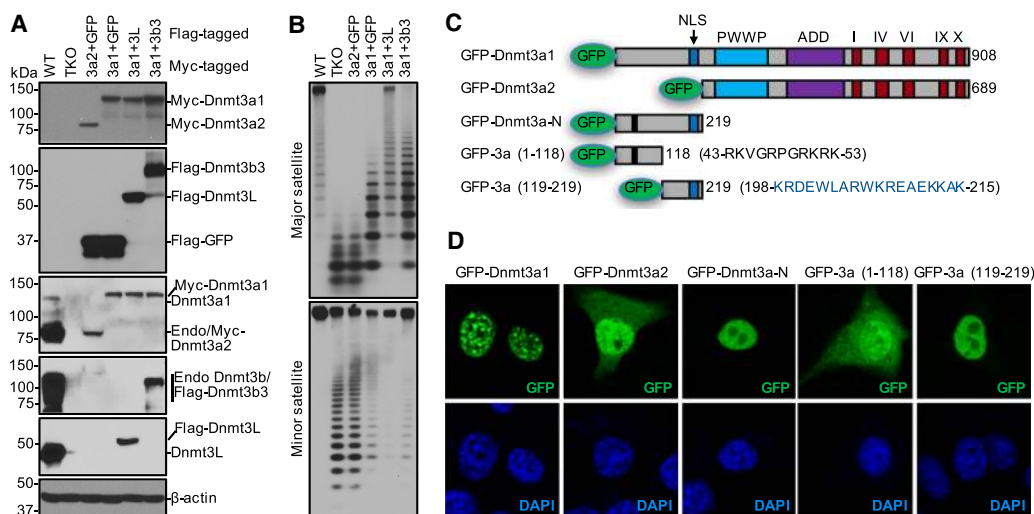 A
WT
TKO
3a2+GFP
3a1+GFP
3a1+3L
3a1+3b3
Flag-tagged
Myc-tagged
kDa
150
100
75
Myc-Dnmt3a1
Myc-Dnmt3a2
100
75
50
37
Flag-Dnmt3b3
Flag-Dnmt3L
Flag-GFP
150
100
75
Myc-Dnmt3a1
Dnmt3a1
Endo/Myc-
Dnmt3a2
150
100
75
Endo Dnmt3b/
Flag-Dnmt3b3
50
Flag-Dnmt3L
Dnmt3L
50
37
β-actin
B
WT
TKO
3a2+GFP
3a1+GFP
3a1+3L
3a1+3b3
Major satellite
Minor satellite
C
NLS
PWWP
ADD
I
IV
VI
IX
X
GFP-Dnmt3a1
GFP
908
GFP-Dnmt3a2
GFP
689
GFP-Dnmt3a-N
GFP
219
GFP-3a (1-118)
GFP
118 (43-RKVGRPGRKRK-53)
GFP-3a (119-219)
GFP
219 (198-KRDEWLARWKREAEKKAK-215)
D
GFP-Dnmt3a1
GFP-Dnmt3a2
GFP-Dnmt3a-N
GFP-3a (1-118)
GFP-3a (119-219)
GFP
GFP
GFP
GFP
GFP
DAPI
DAPI
DAPI
DAPI
DAPI